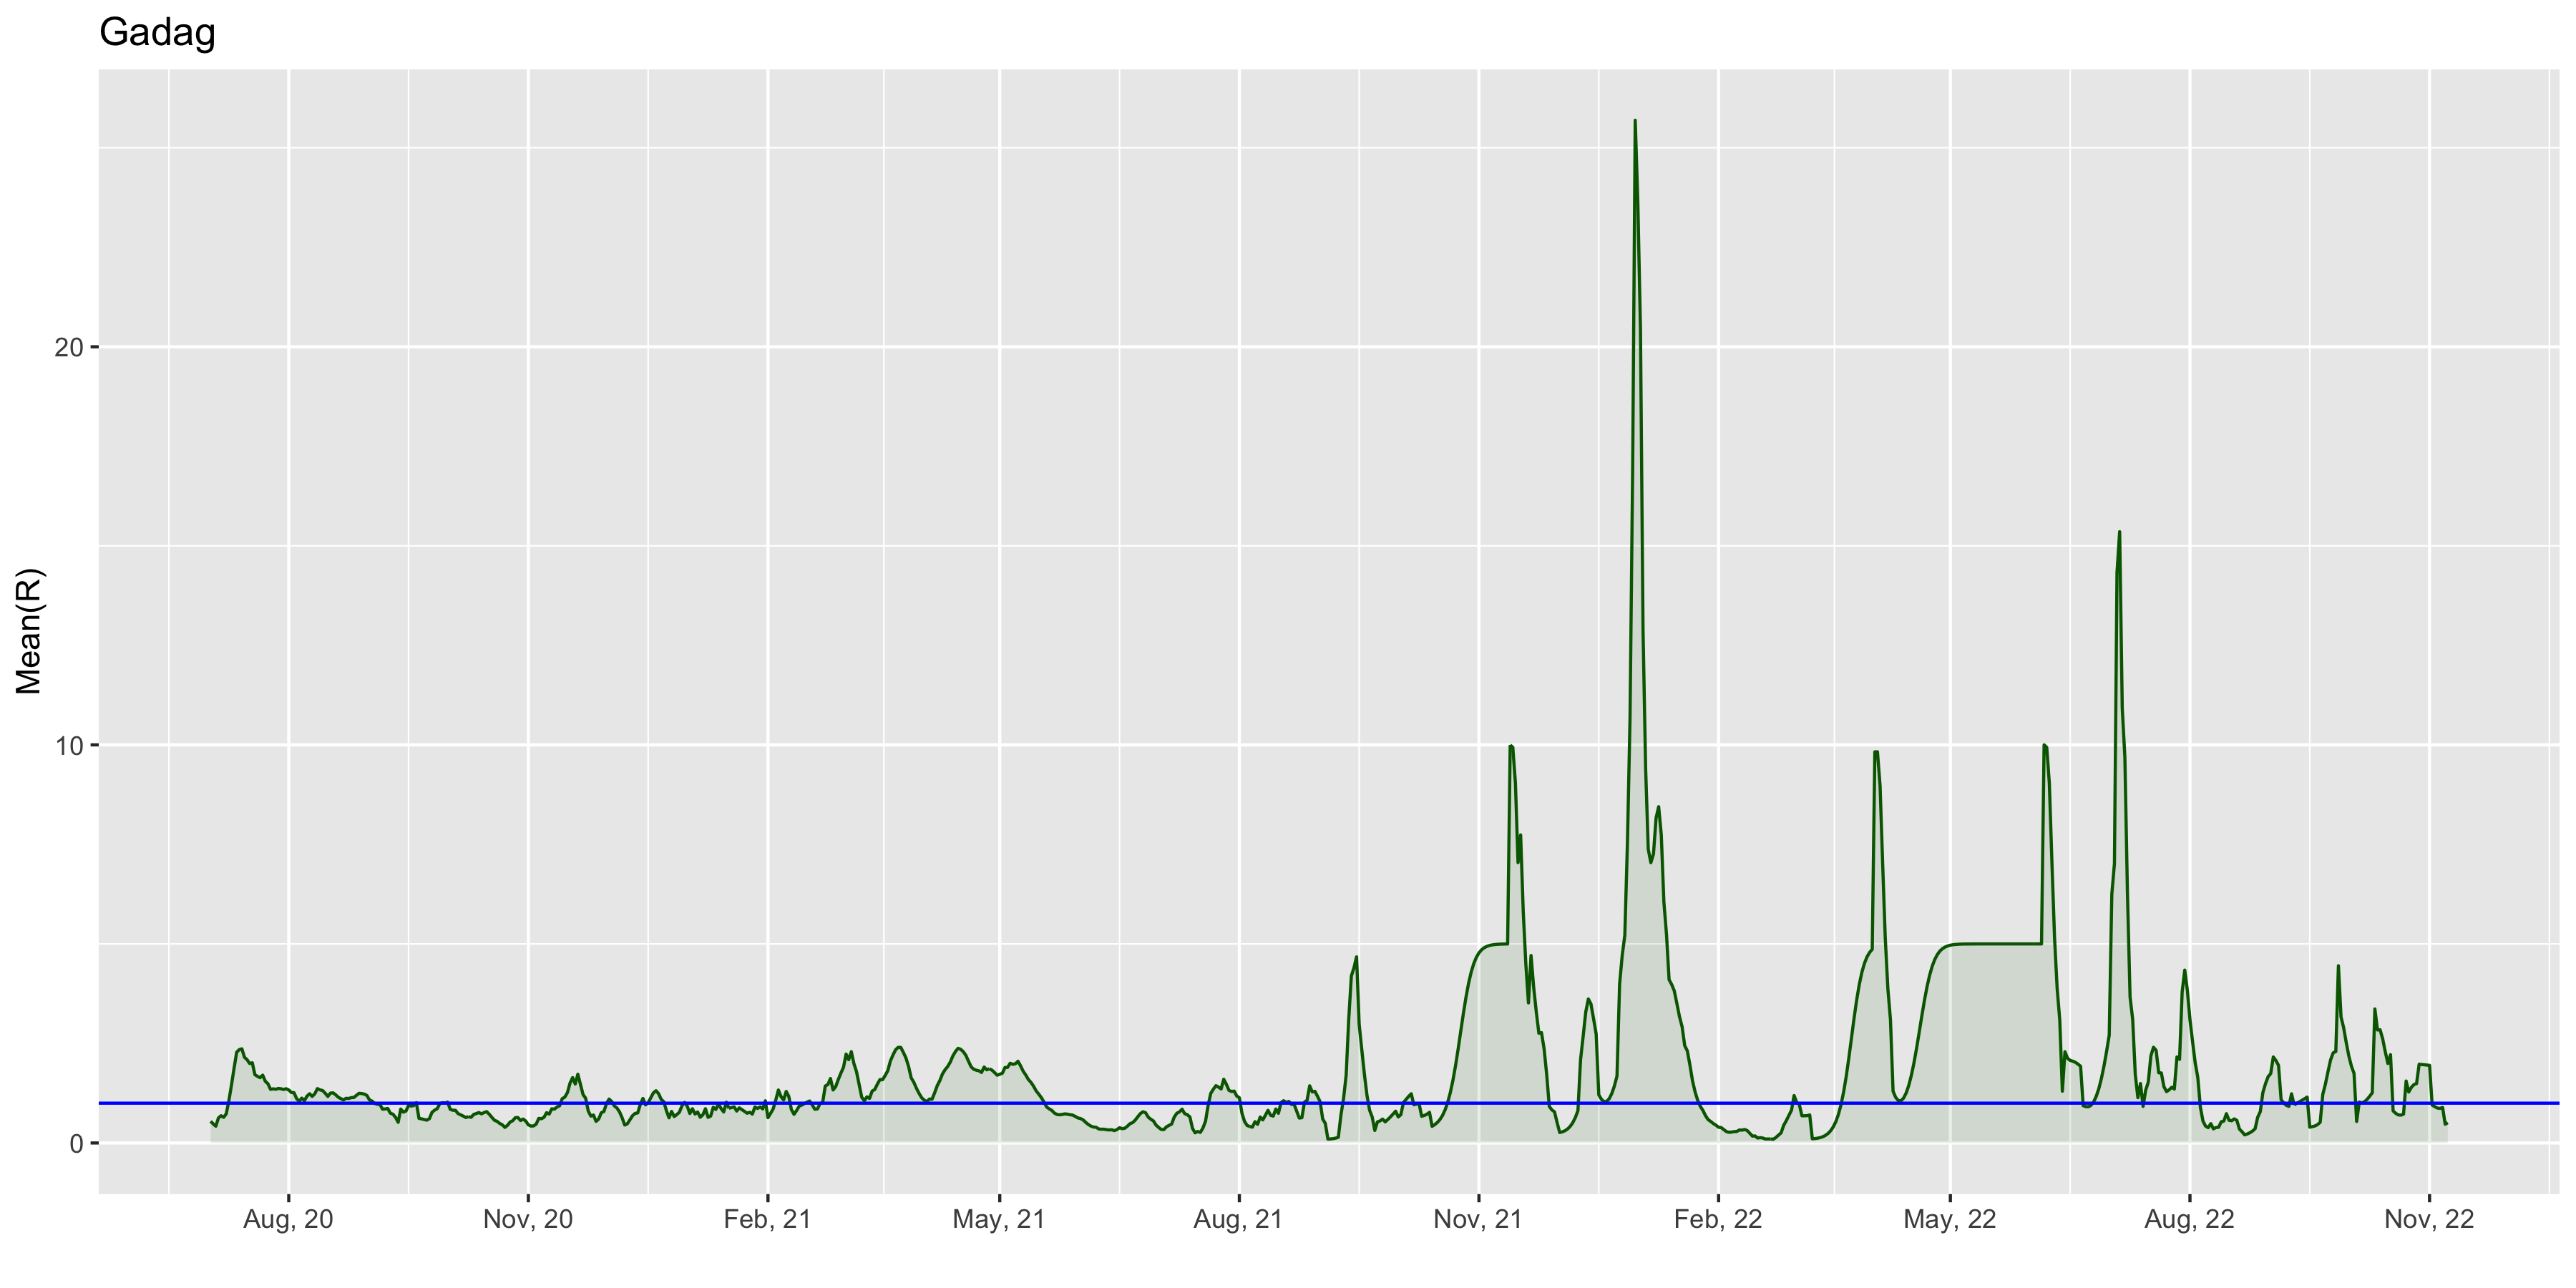 Gadag
Mean(R)
20
10
0
Aug, 20
Nov, 20
Feb, 21
May, 21
Aug, 21
Nov, 21
Feb, 22
May, 22
Aug, 22
Nov, 22